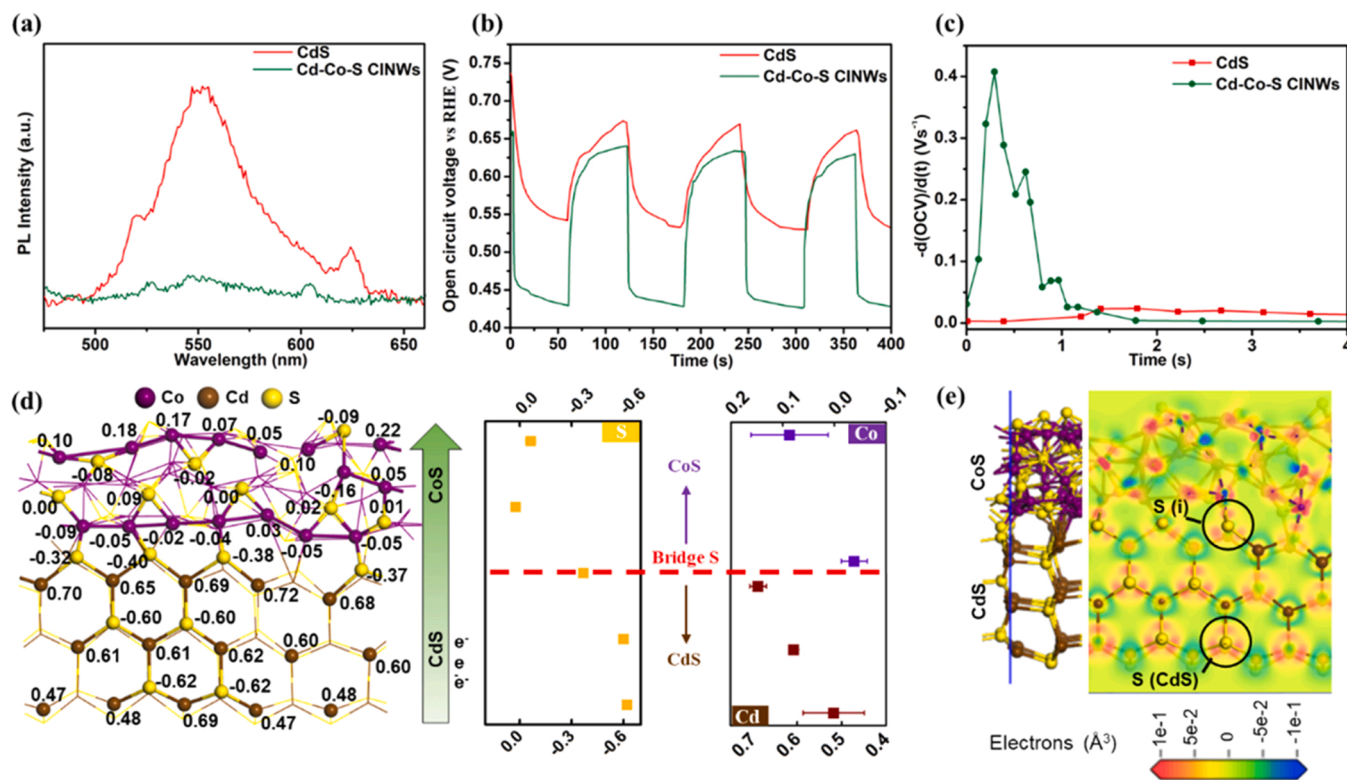 (a)
CdS
Cd-Co-S ClNWs
PL Intensity (a.u.)
500 550 600 650
Wavelength (nm)
(b)
CdS
Cd-Co-S ClNWs
Open circuit voltage vs RHE (V)
0.75
0.70
0.65
0.60
0.55
0.50
0.45
0.40
0 50 100 150 200 250 300 350 400
Time (s)
(c)
CdS
Cd-Co-S ClNWs
-d(OCV)/d(t) (Vs⁻¹)
0.4
0.3
0.2
0.1
0.0
0 1 2 3 4
Time (s)
(d)
Co Cd S
-0.09
0.10 0.18 0.17 0.07 0.05 0.22
-0.08 -0.02 0.10 0.05
0.00 0.09 0.00 -0.16 0.02 0.01
-0.09 -0.05 -0.02 -0.04 0.03 -0.05 -0.05
-0.32 -0.40 -0.38 -0.37
0.70 0.65 0.69 0.72 0.68
-0.60 -0.60
0.61 0.61 0.62 0.60 0.60
-0.62 -0.62
0.47 0.48 0.69 0.47 0.48
CoS
CdS
e⁻
e⁻
e⁻
0.0 -0.3 -0.6
S
0.0 -0.3 -0.6
CoS
Bridge S
CdS
0.2 0.1 0.0 -0.1
Co
Cd
0.7 0.6 0.5 0.4
(e)
CoS
CdS
S (i)
S (CdS)
Electrons (Å³)
1e-1 5e-2 0 -5e-2 -1e-1